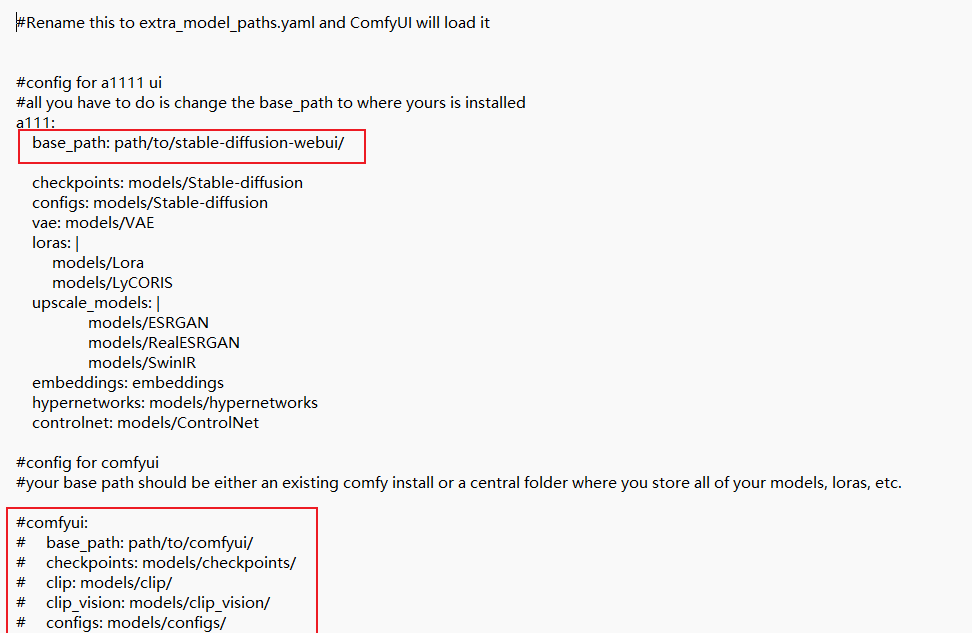 #Rename this to extra_model_paths.yaml and ComfyUI will load it
#config for a1111 ui
#all you have to do is change the base_path to where yours is installed
a111:
base_path: path/to/stable-diffusion-webui/
checkpoints: models/Stable-diffusion
configs: models/Stable-diffusion
vae: models/VAE
loras: |
models/Lora
models/LyCORIS
upscale_models: |
models/ESRGAN
models/RealESRGAN
models/SwinIR
embeddings: embeddings
hypernetworks: models/hypernetworks
controlnet: models/ControlNet
#config for comfyui
#your base path should be either an existing comfy install or a central folder where you store all of your models, loras, etc.
#comfyui:
# base_path: path/to/comfyui/
# checkpoints: models/checkpoints/
# clip: models/clip/
# clip_vision: models/clip_vision/
# configs: models/configs/